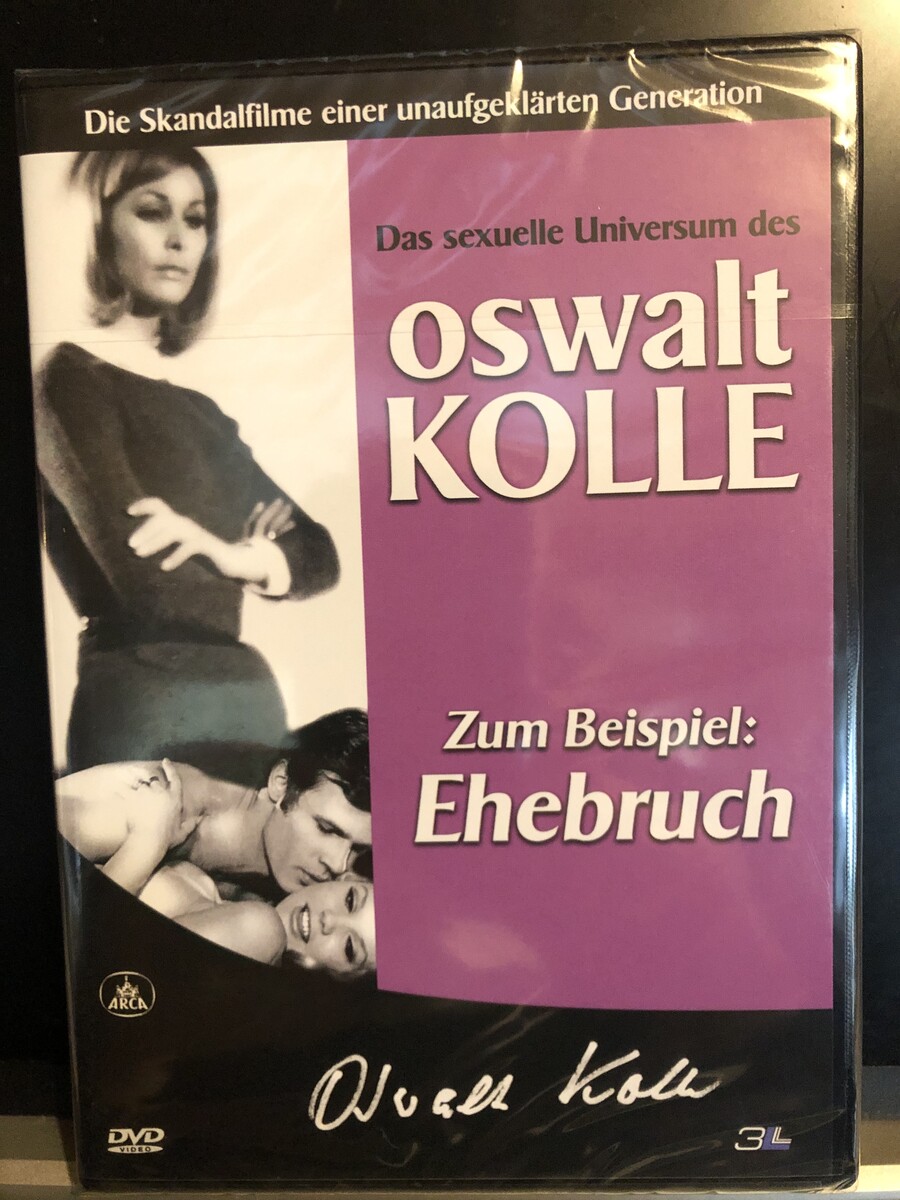 Die Skandalfilme einer unaufgeklärten Generation
Das sexuelle Universum des
oswalt
KOLLE
Zum Beispiel:
Ehebruch
ARCA
Oswalt Kolle
DVD
VIDEO
3L